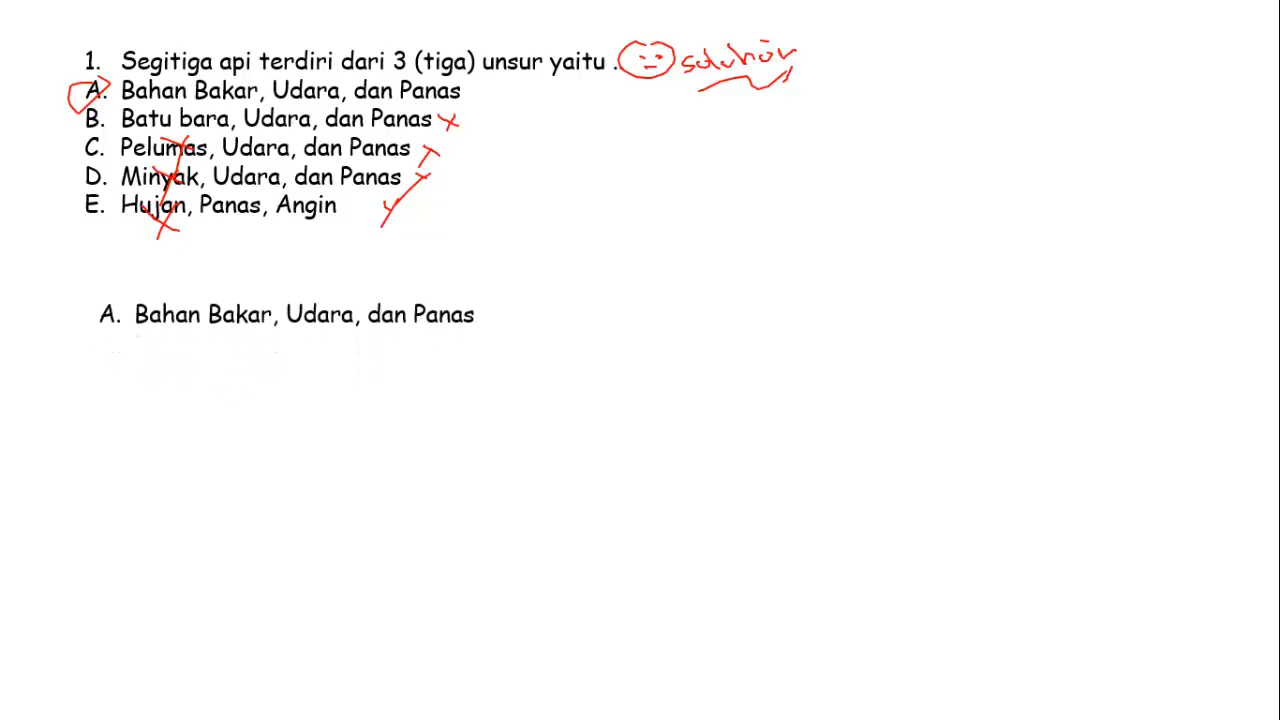 1. Segitiga api terdiri dari 3 (tiga) unsur yaitu .
A. Bahan Bakar, Udara, dan Panas
B. Batu bara, Udara, dan Panas
C. Pelumas, Udara, dan Panas
D. Minyak, Udara, dan Panas
E. Hujan, Panas, Angin
A. Bahan Bakar, Udara, dan Panas